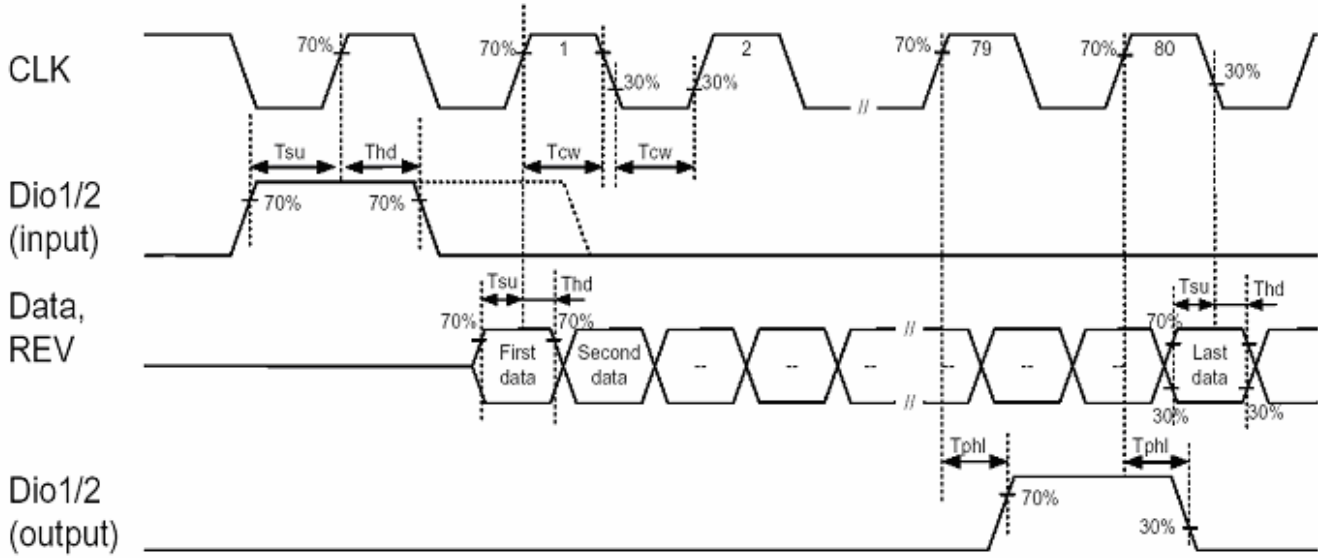 CLK
70%
70%
1
30%
30%
2
//
70%
79
70%
80
30%
Tsu
Thd
Tcw
Tcw
Dio1/2
(input)
70%
70%
Data,
REV
Tsu
Thd
70%
70%
First
data
Second
data
--
--
--
//
//
--
--
--
Tsu
Thd
70%
Last
data
30%
30%
Dio1/2
(output)
Tphl
70%
Tphl
30%